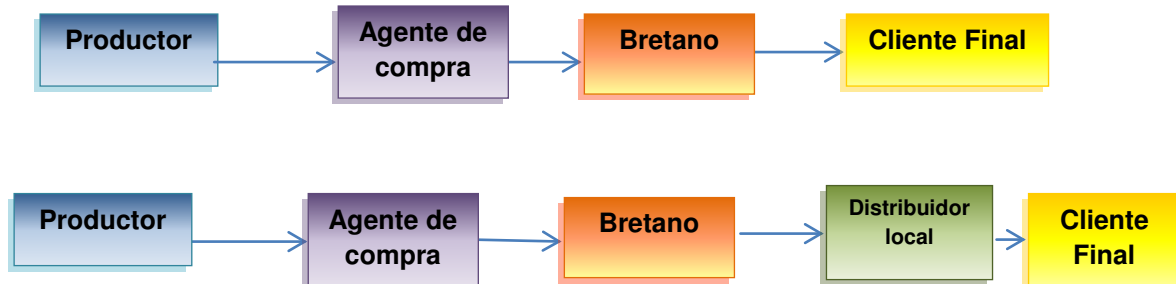 Productor
Agente de
compra
Bretano
Cliente Final
Productor
Agente de
compra
Bretano
Distribuidor
local
Cliente
Final